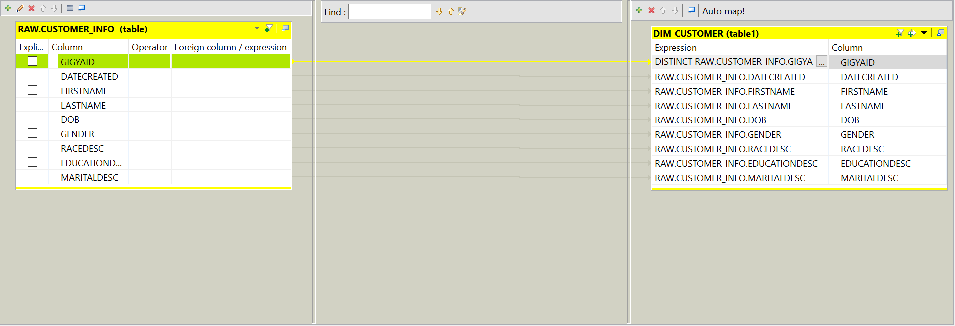 Find :
Auto map!
RAW.CUSTOMER_INFO (table)
Expli... Column Operator Foreign column / expression
GIGYAID
DATECREATED
FIRSTNAME
LASTNAME
DOB
GENDER
RACEDESC
EDUCATIOND...
MARITALDESC
DIM_CUSTOMER (table1)
Expression Column
DISTINCT RAW.CUSTOMER_INFO.GIGYA ... GIGYAID
RAW.CUSTOMER_INFO.DATECREATED DATECREATED
RAW.CUSTOMER_INFO.FIRSTNAME FIRSTNAME
RAW.CUSTOMER_INFO.LASTNAME LASTNAME
RAW.CUSTOMER_INFO.DOB DOB
RAW.CUSTOMER_INFO.GENDER GENDER
RAW.CUSTOMER_INFO.RACEDESC RACEDESC
RAW.CUSTOMER_INFO.EDUCATIONDESC EDUCATIONDESC
RAW.CUSTOMER_INFO.MARITALDESC MARITALDESC